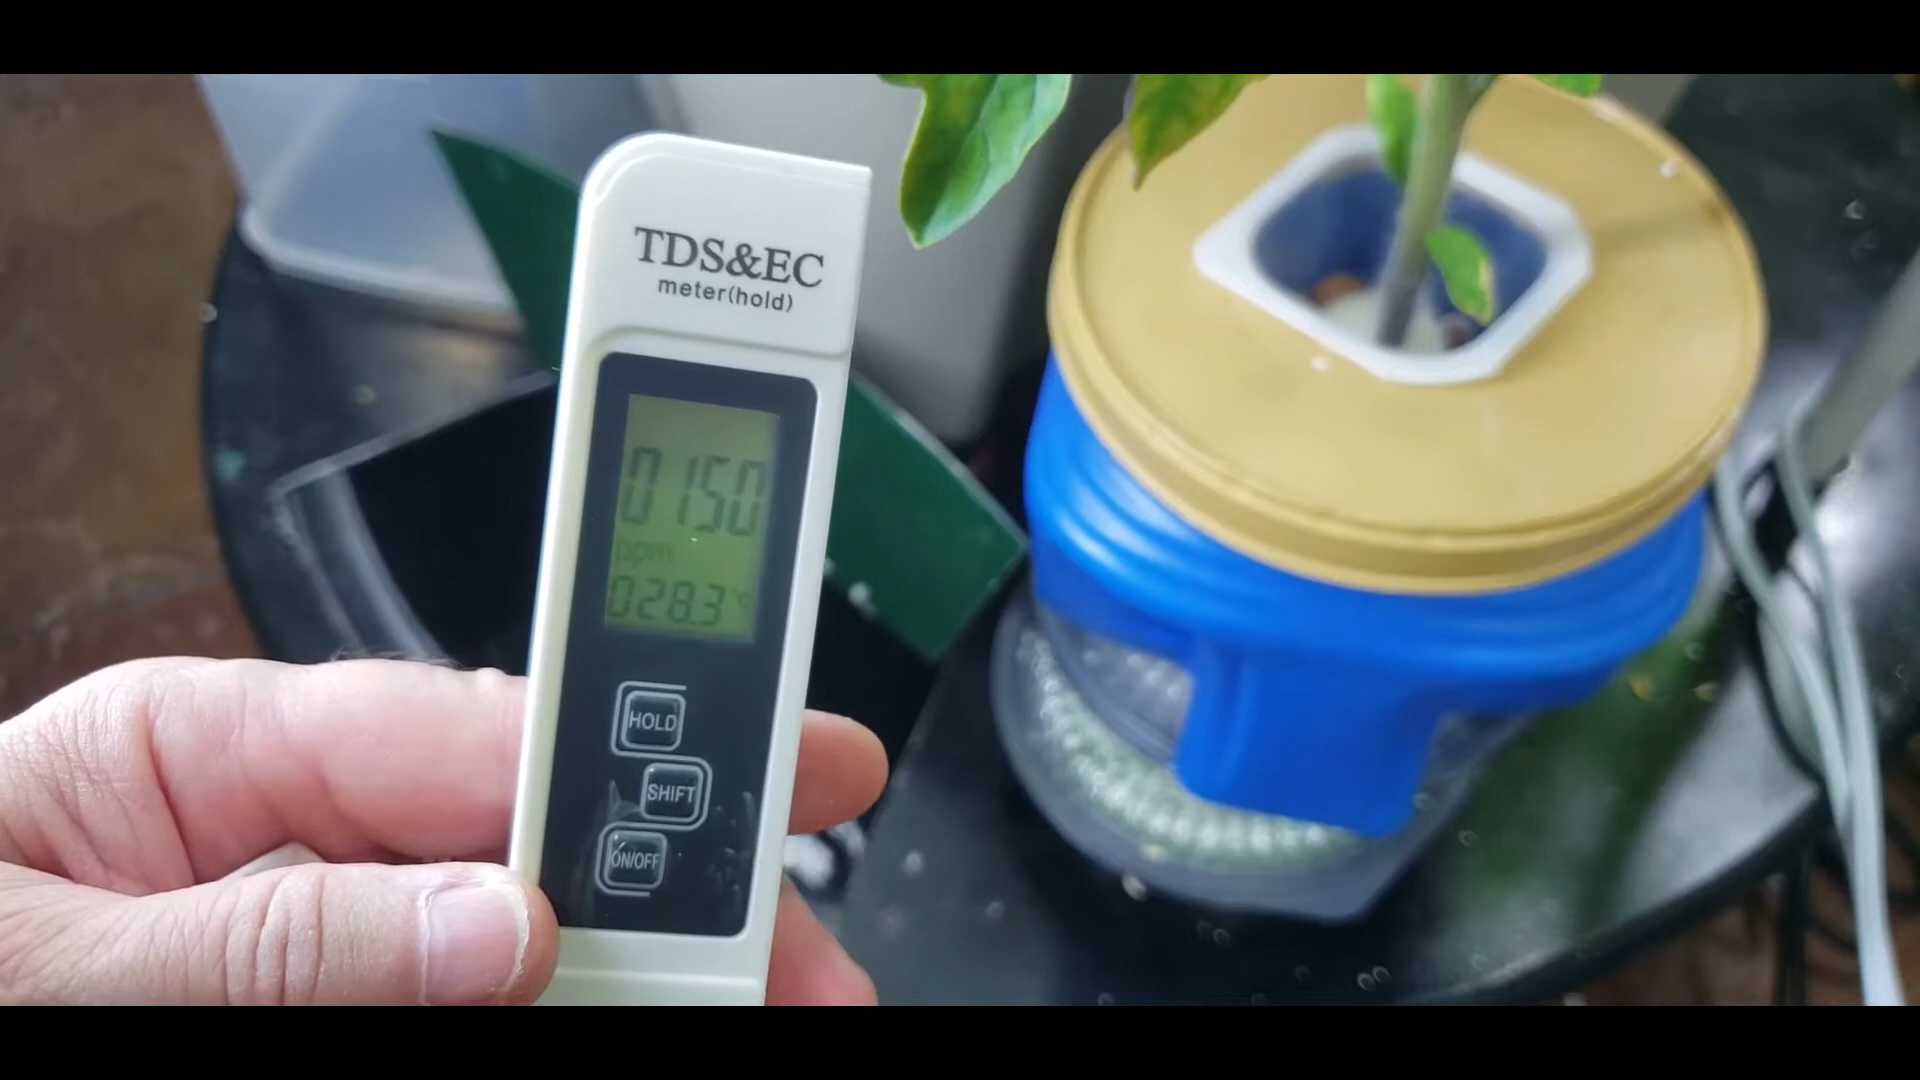 TDS&EC
meter(hold)
0150
ppm
028.3 °C
HOLD
SHIFT
ON/OFF